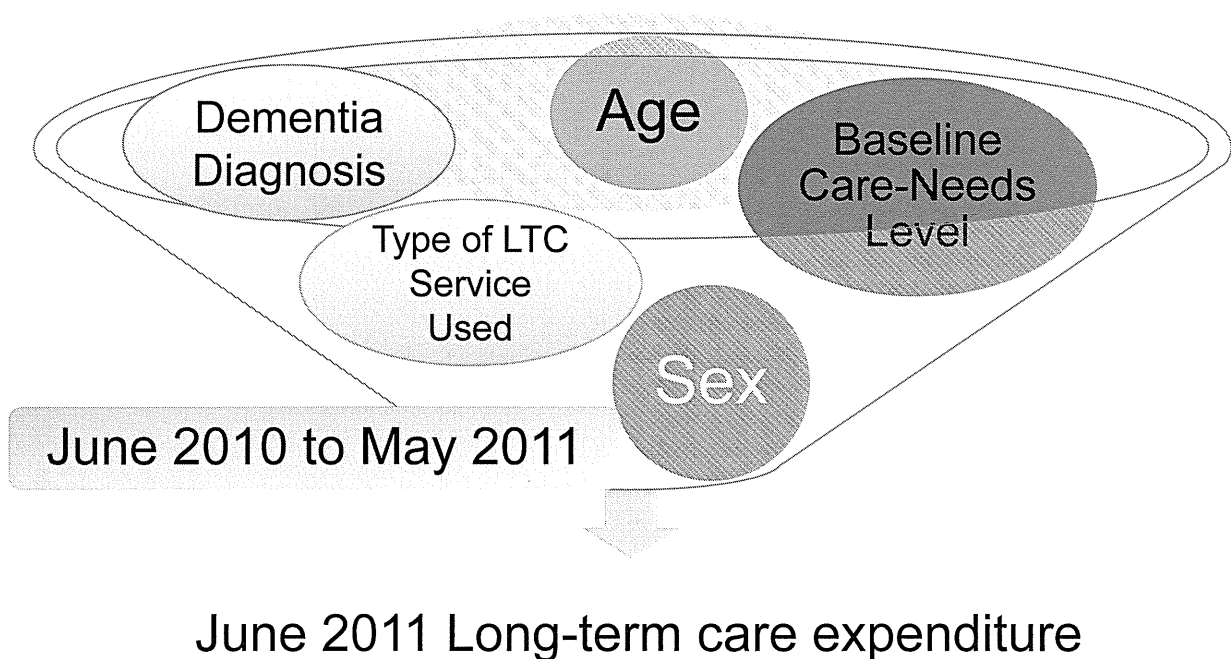 Dementia
Diagnosis
Age
Baseline
Care-Needs
Level
Type of LTC
Service
Used
Sex
June 2010 to May 2011
June 2011 Long-term care expenditure